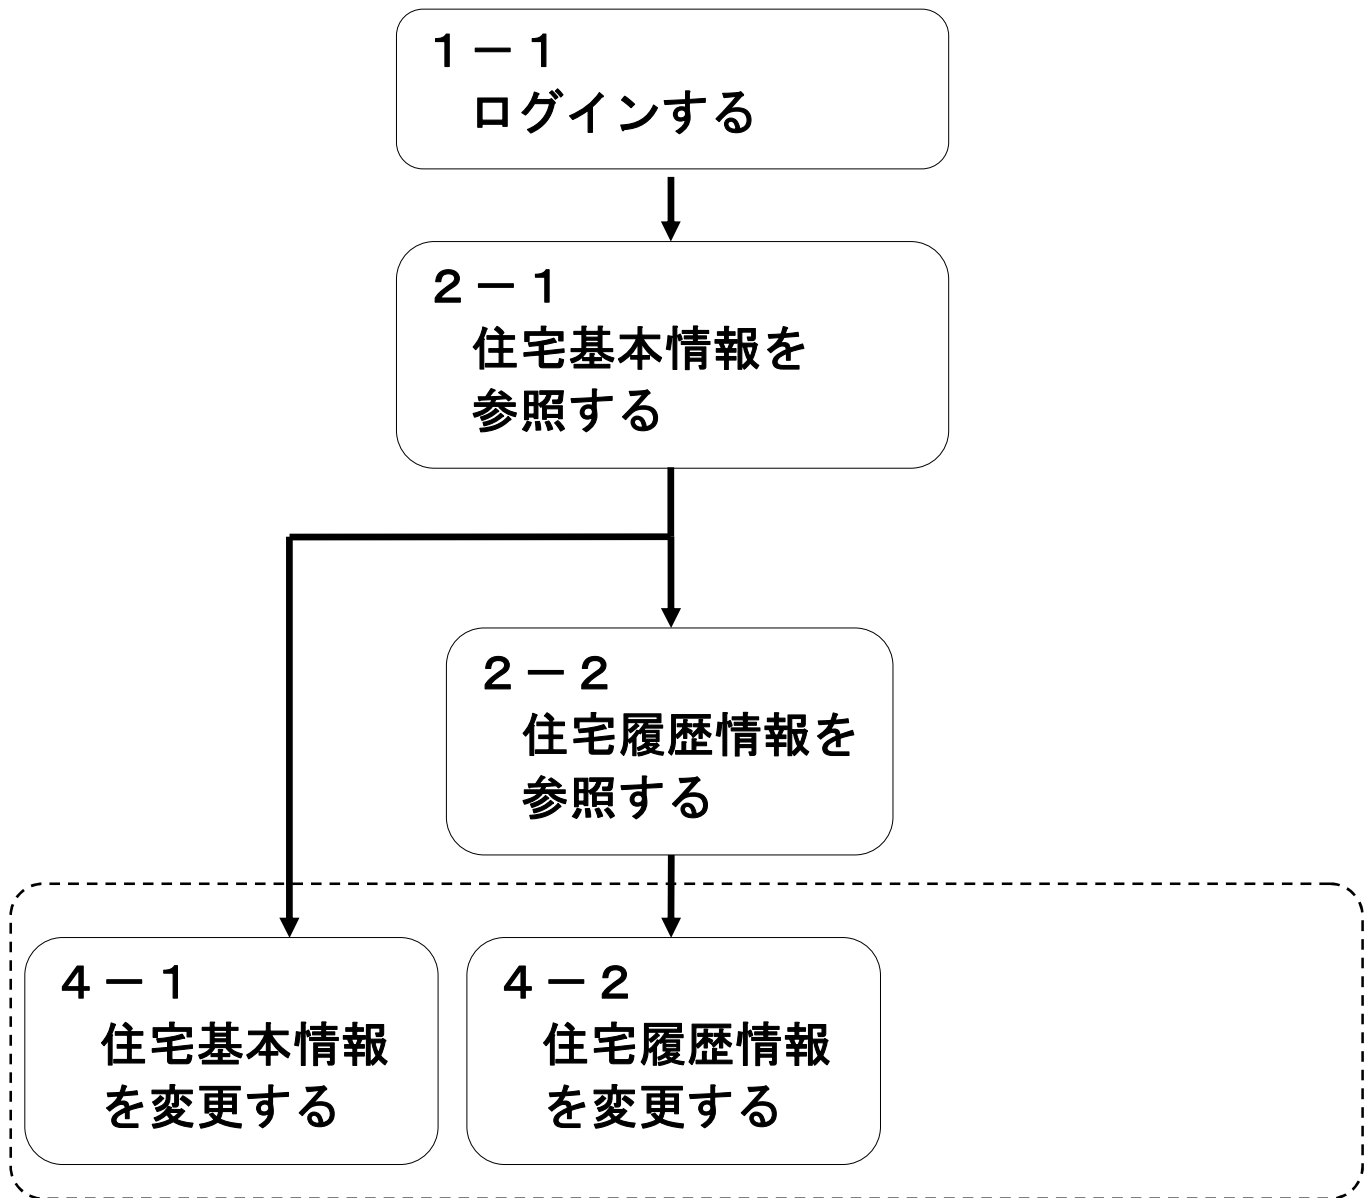 １－１
ログインする
２－１
住宅基本情報を
参照する
２－２
住宅履歴情報を
参照する
４－１
住宅基本情報
を変更する
４－２
住宅履歴情報
を変更する